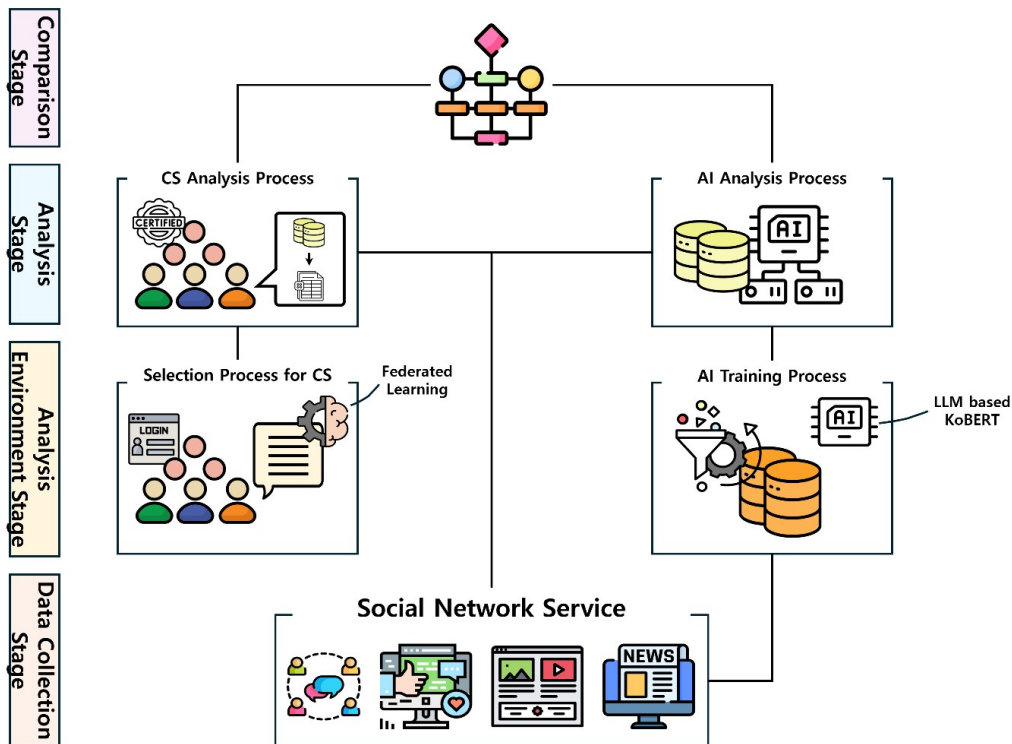 Comparison
Stage
CS Analysis Process
CERTIFIED
AI Analysis Process
AI
Analysis
Stage
Selection Process for CS
LOGIN
Federated
Learning
AI Training Process
AI
LLM based
KoBERT
Analysis
Environment Stage
Social Network Service
NEWS
Data Collection
Stage